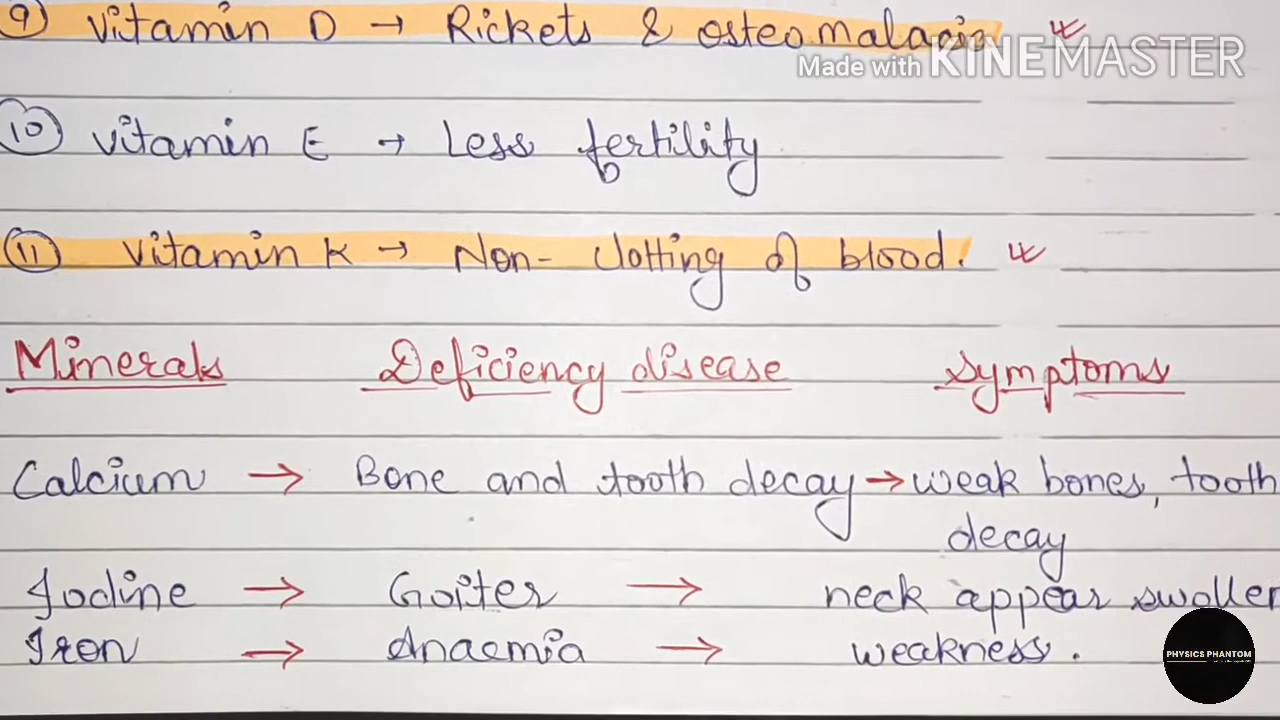 9) Vitamin D → Rickets & osteomalacia
Made with KINEMASTER
10) Vitamin E → Less fertility
11) Vitamin K → Non- clotting of blood.
Minerals Deficiency disease Symptoms
Calcium → Bone and tooth decay → weak bones, tooth
decay
Iodine → Goiter → neck appear swollen
Iron → Anaemia → weakness.
PHYSICS PHANTOM